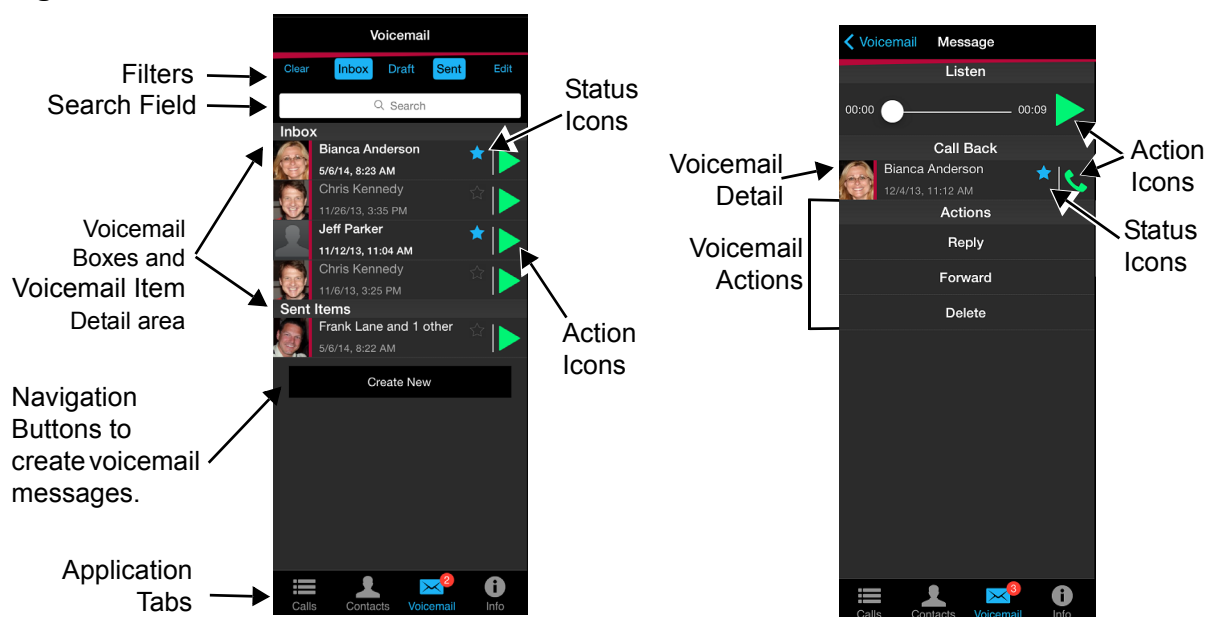 Voicemail
Clear Inbox Draft Sent Edit
Search
Inbox
Bianca Anderson
5/6/14, 8:23 AM
Chris Kennedy
11/26/13, 3:35 PM
Jeff Parker
11/12/13, 11:04 AM
Chris Kennedy
11/6/13, 3:25 PM
Sent Items
Frank Lane and 1 other
5/6/14, 8:22 AM
Create New
2
Calls Contacts Voicemail Info
Filters
Search Field
Voicemail
Boxes and
Voicemail Item
Detail area
Navigation
Buttons to
create voicemail
messages.
Application
Tabs
Status
Icons
Action
Icons
Voicemail Message
Listen
00:00 00:09
Call Back
Bianca Anderson
12/4/13, 11:12 AM
Actions
Reply
Forward
Delete
3
Calls Contacts Voicemail Info
Voicemail
Detail
Voicemail
Actions
Action
Icons
Status
Icons